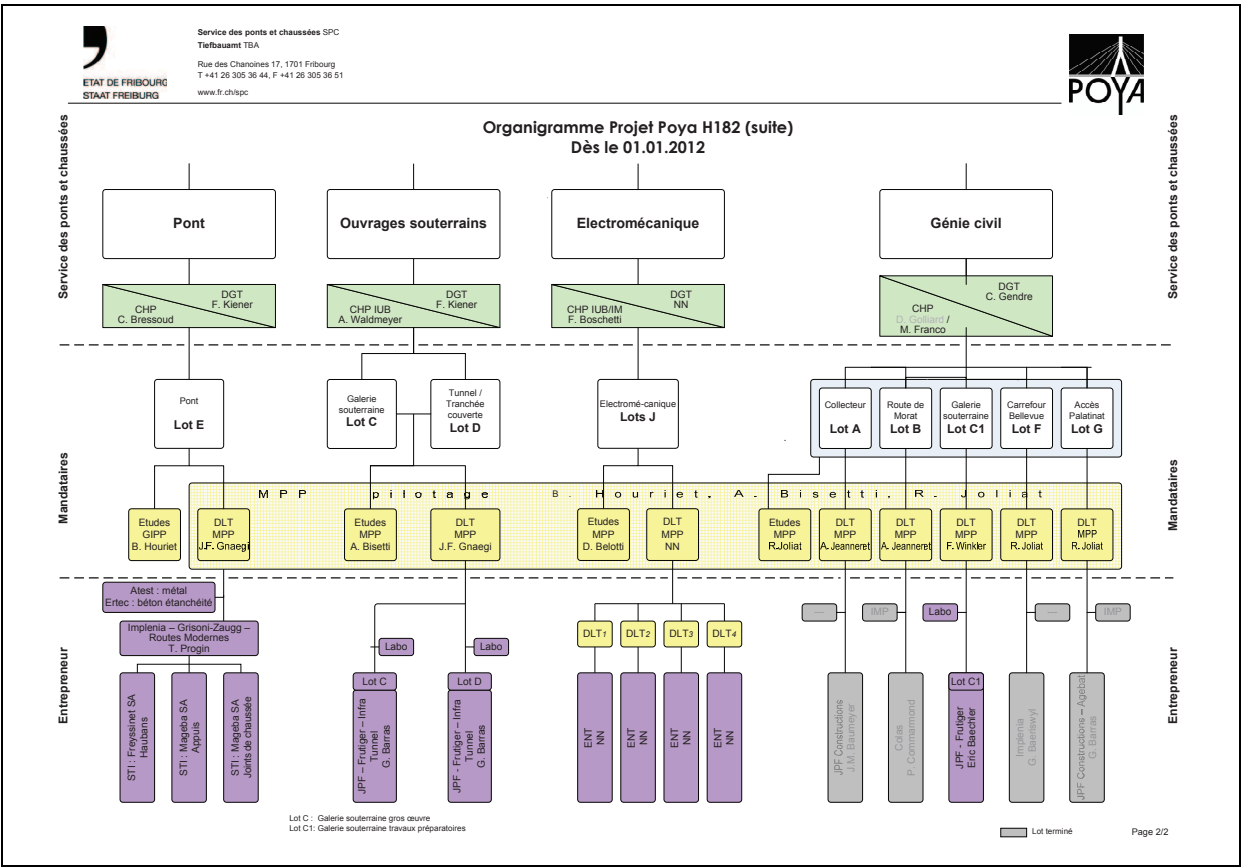 Service des ponts et chaussées SPC
Tiefbauamt TBA
Rue des Chanoines 17, 1701 Fribourg
T +41 26 305 36 44, F +41 26 305 36 51
www.fr.ch/spc
ETAT DE FRIBOURG
STAAT FREIBURG
POYA
Organigramme Projet Poya H182 (suite)
Dès le 01.01.2012
Service des ponts et chaussées
Service des ponts et chaussées
Pont
Ouvrages souterrains
Electromécanique
Génie civil
DGT
F. Kiener
CHP
C. Bressoud
DGT
F. Kiener
CHP IUB
A. Waldmeyer
DGT
NN
CHP IUB/IM
F. Boschetti
DGT
C. Gendre
CHP
D. Golliard /
M. Franco
Mandataires
Mandataires
Pont
Lot E
Galerie
souterraine
Lot C
Tunnel /
Tranchée
couverte
Lot D
Electromé-canique
Lots J
Collecteur
Lot A
Route de
Morat
Lot B
Galerie
souterraine
Lot C1
Carrefour
Bellevue
Lot F
Accès
Palatinat
Lot G
MPP pilotage B. Houriet, A. Bisetti, R. Joliat
Etudes
GIPP
B. Houriet
DLT
MPP
J.F. Gnaegi
Etudes
MPP
A. Bisetti
DLT
MPP
J.F. Gnaegi
Etudes
MPP
D. Belotti
DLT
MPP
NN
Etudes
MPP
R.Joliat
DLT
MPP
A. Jeanneret
DLT
MPP
A. Jeanneret
DLT
MPP
F. Winkler
DLT
MPP
R. Joliat
DLT
MPP
R. Joliat
Entrepreneur
Entrepreneur
Atest : métal
Ertec : béton étanchéité
Implenia – Grisoni-Zaugg –
Routes Modernes
T. Progin
STI : Freyssinet SA
Haubans
STI : Mageba SA
Appuis
STI : Mageba SA
Joints de chaussée
Labo
Labo
Lot C
JPF – Frutiger – Infra
Tunnel
G. Barras
Lot D
JPF - Frutiger – Infra
Tunnel
G. Barras
DLT1
DLT2
DLT3
DLT4
ENT
NN
ENT
NN
ENT
NN
ENT
NN
—
IMP
Labo
—
IMP
JPF Constructions
J.M. Baumeyer
Colas
P. Commarmond
Lot C1
JPF - Frutiger
Eric Baechler
Implenia
G. Baeriswyl
JPF Constructions – Agebat
G. Barras
Lot C : Galerie souterraine gros œuvre
Lot C1: Galerie souterraine travaux préparatoires
Lot terminé
Page 2/2